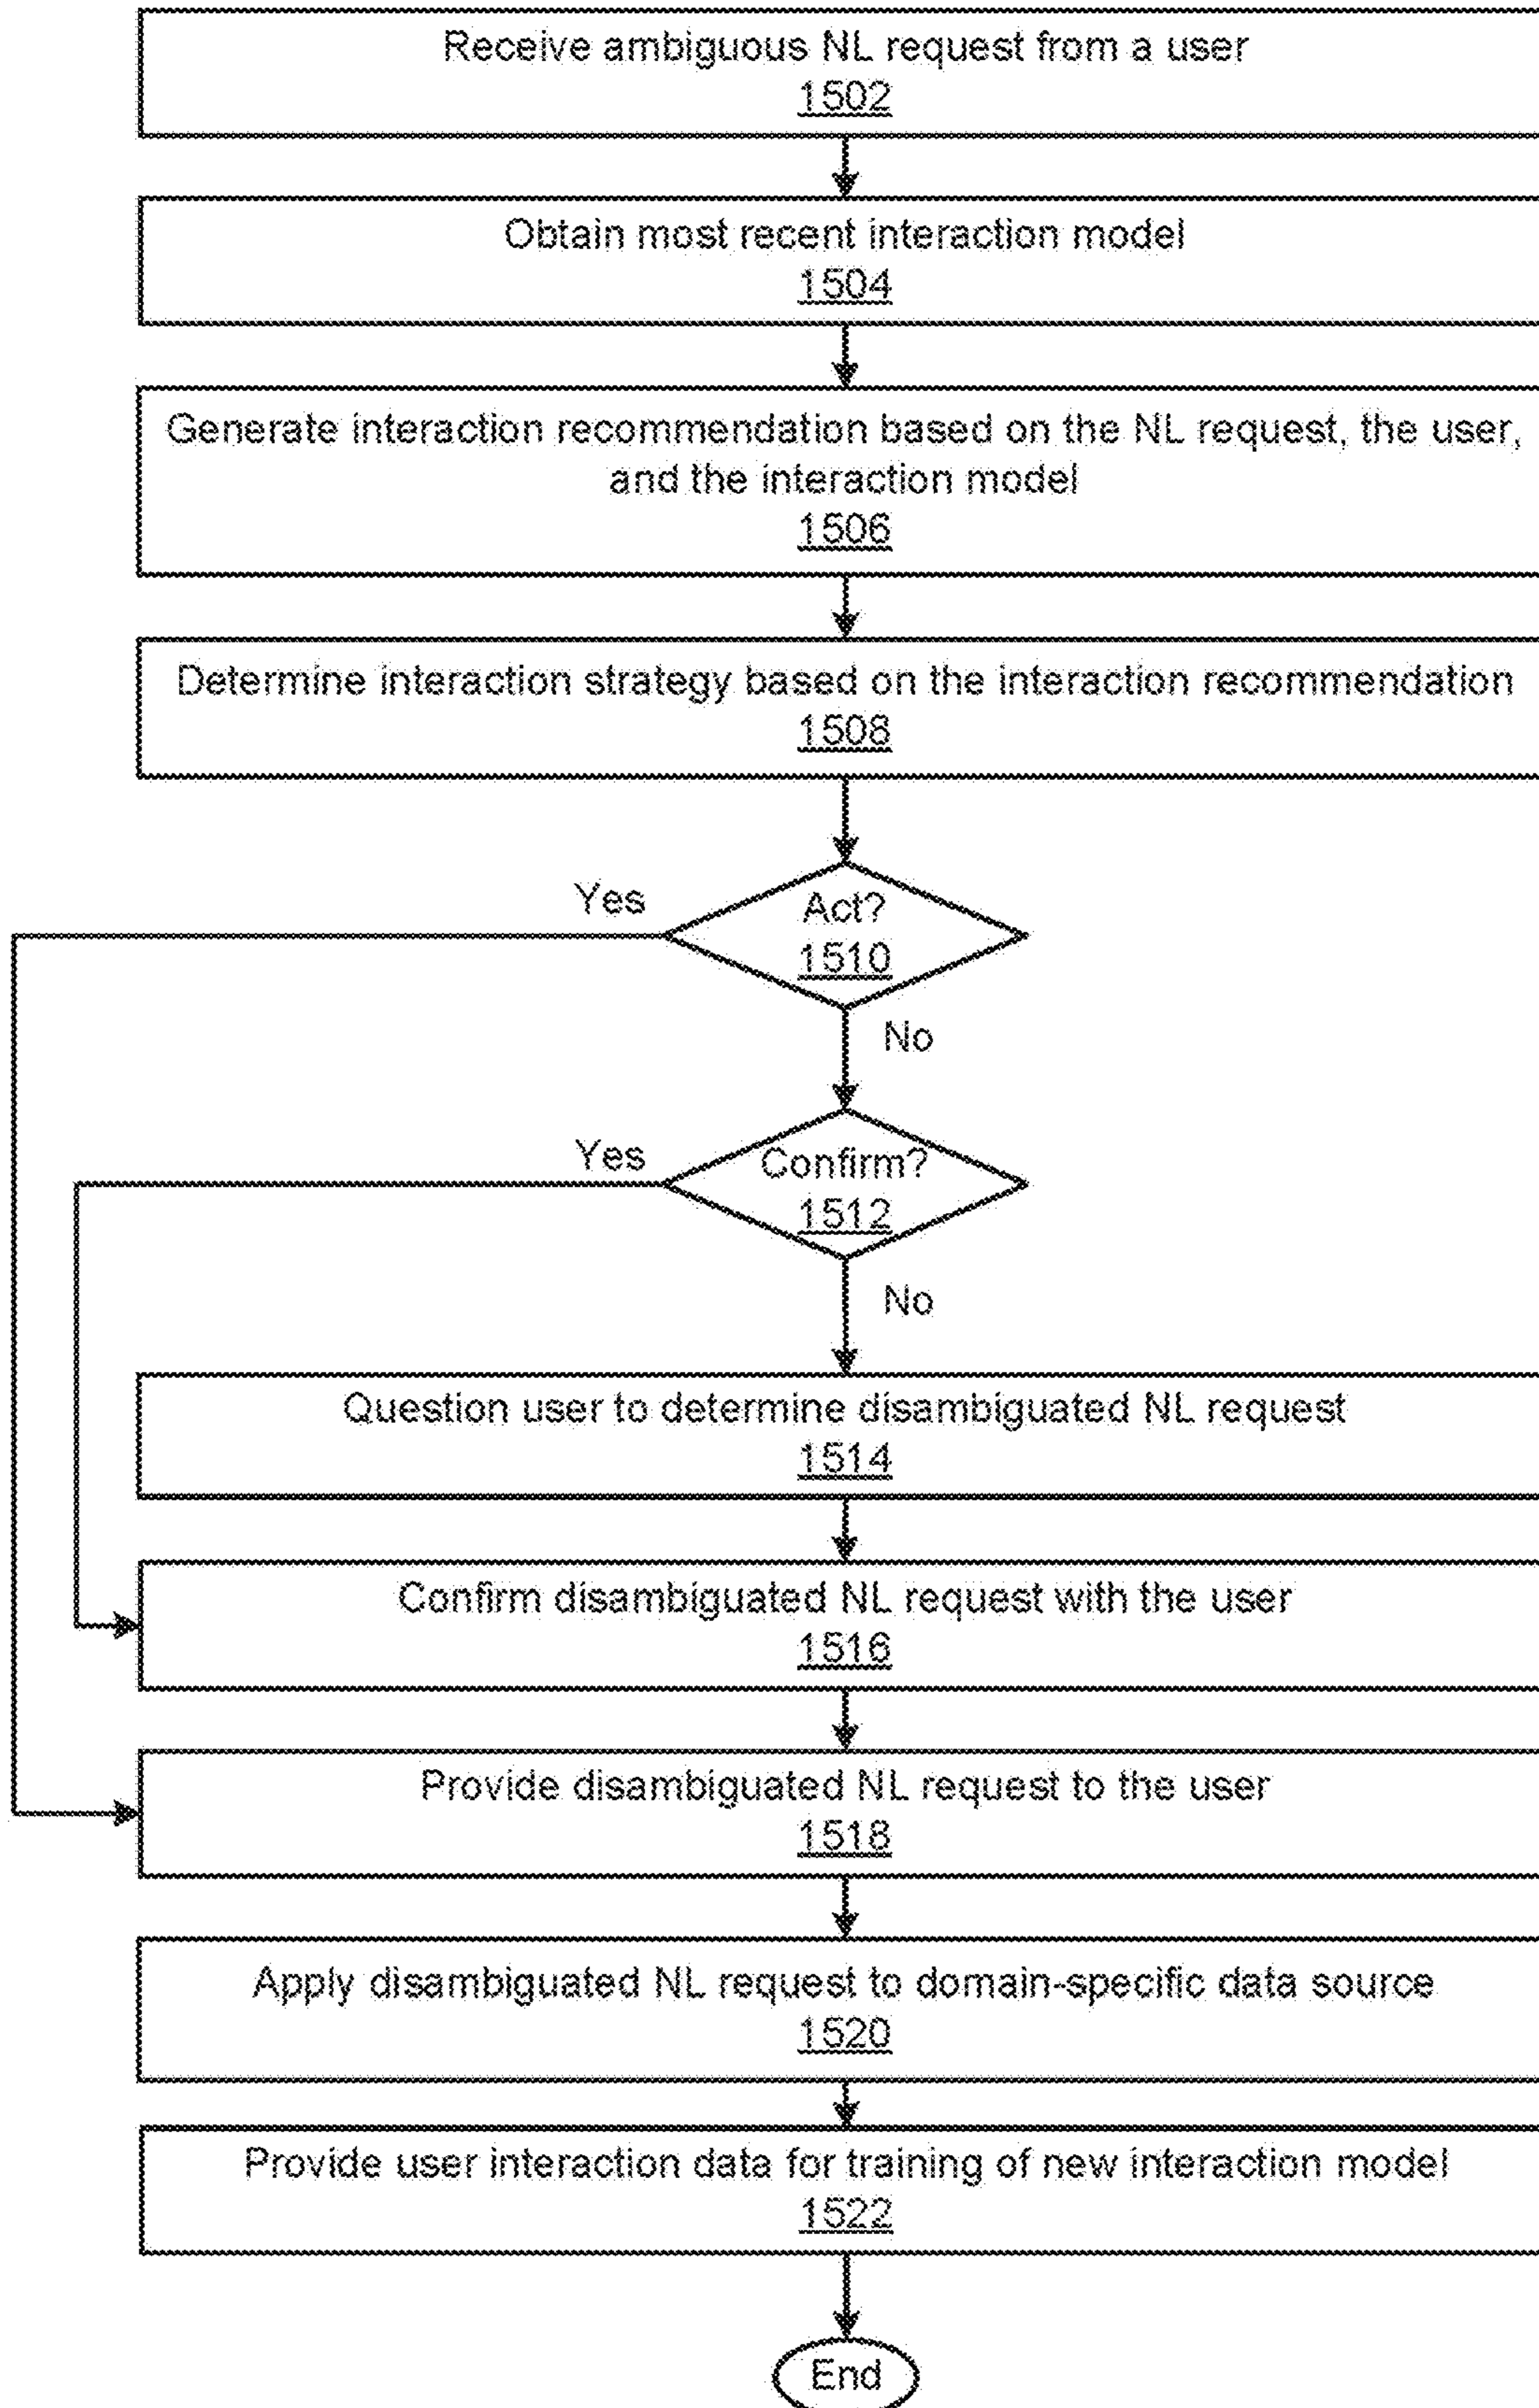 Receive ambiguous NL request from a user
1502
Obtain most recent interaction model
1504
Generate interaction recommendation based on the NL request, the user,
and the interaction model
1506
Determine interaction strategy based on the interaction recommendation
1508
Yes
Act?
1510
No
Yes
Confirm?
1512
No
Question user to determine disambiguated NL request
1514
Confirm disambiguated NL request with the user
1516
Provide disambiguated NL request to the user
1518
Apply disambiguated NL request to domain-specific data source
1520
Provide user interaction data for training of new interaction model
1522
End